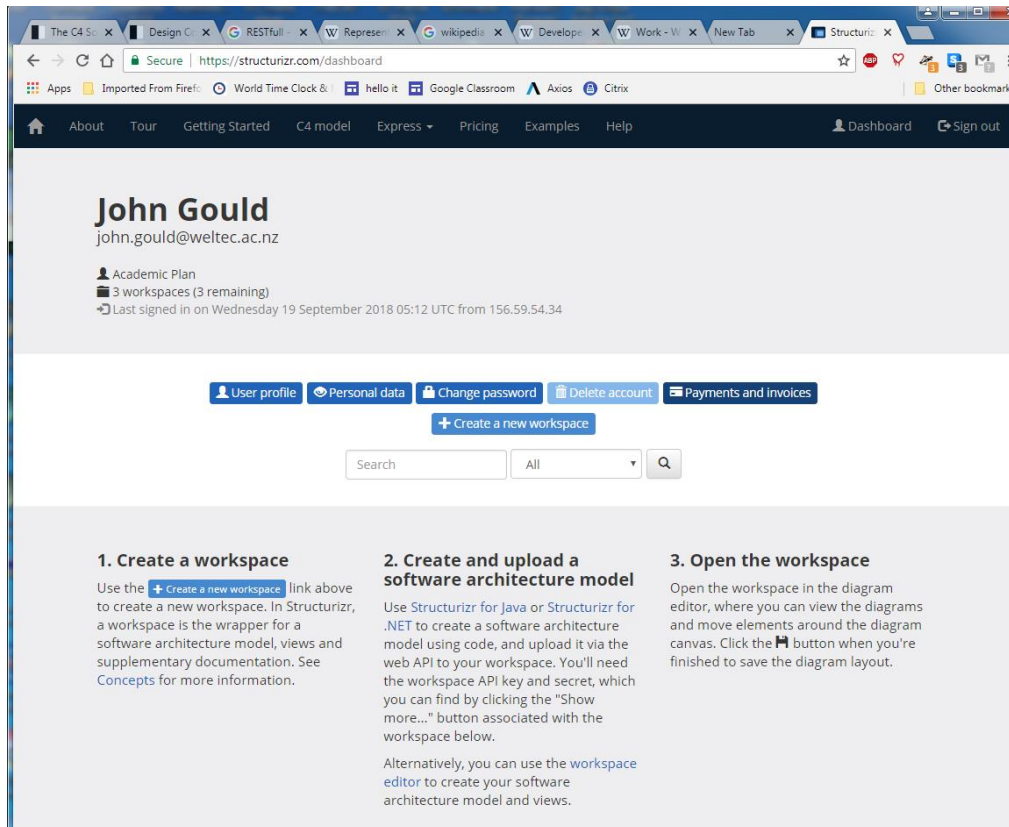 The C4 Sc
Design Co
RESTfull -
Represent
wikipedia
Develope
Work - W
New Tab
Structuriz
Secure | https://structurizr.com/dashboard
Apps Imported From Firefo World Time Clock & hello it Google Classroom Axios Citrix Other bookmark
About Tour Getting Started C4 model Express Pricing Examples Help Dashboard Sign out
John Gould
john.gould@weltec.ac.nz
Academic Plan
3 workspaces (3 remaining)
Last signed in on Wednesday 19 September 2018 05:12 UTC from 156.59.54.34
User profile Personal data Change password Delete account Payments and invoices
+ Create a new workspace
Search All
1. Create a workspace
Use the + Create a new workspace link above
to create a new workspace. In Structurizr,
a workspace is the wrapper for a
software architecture model, views and
supplementary documentation. See
Concepts for more information.
2. Create and upload a
software architecture model
Use Structurizr for Java or Structurizr for
.NET to create a software architecture
model using code, and upload it via the
web API to your workspace. You'll need
the workspace API key and secret, which
you can find by clicking the "Show
more..." button associated with the
workspace below.
Alternatively, you can use the workspace
editor to create your software
architecture model and views.
3. Open the workspace
Open the workspace in the diagram
editor, where you can view the diagrams
and move elements around the diagram
canvas. Click the button when you're
finished to save the diagram layout.